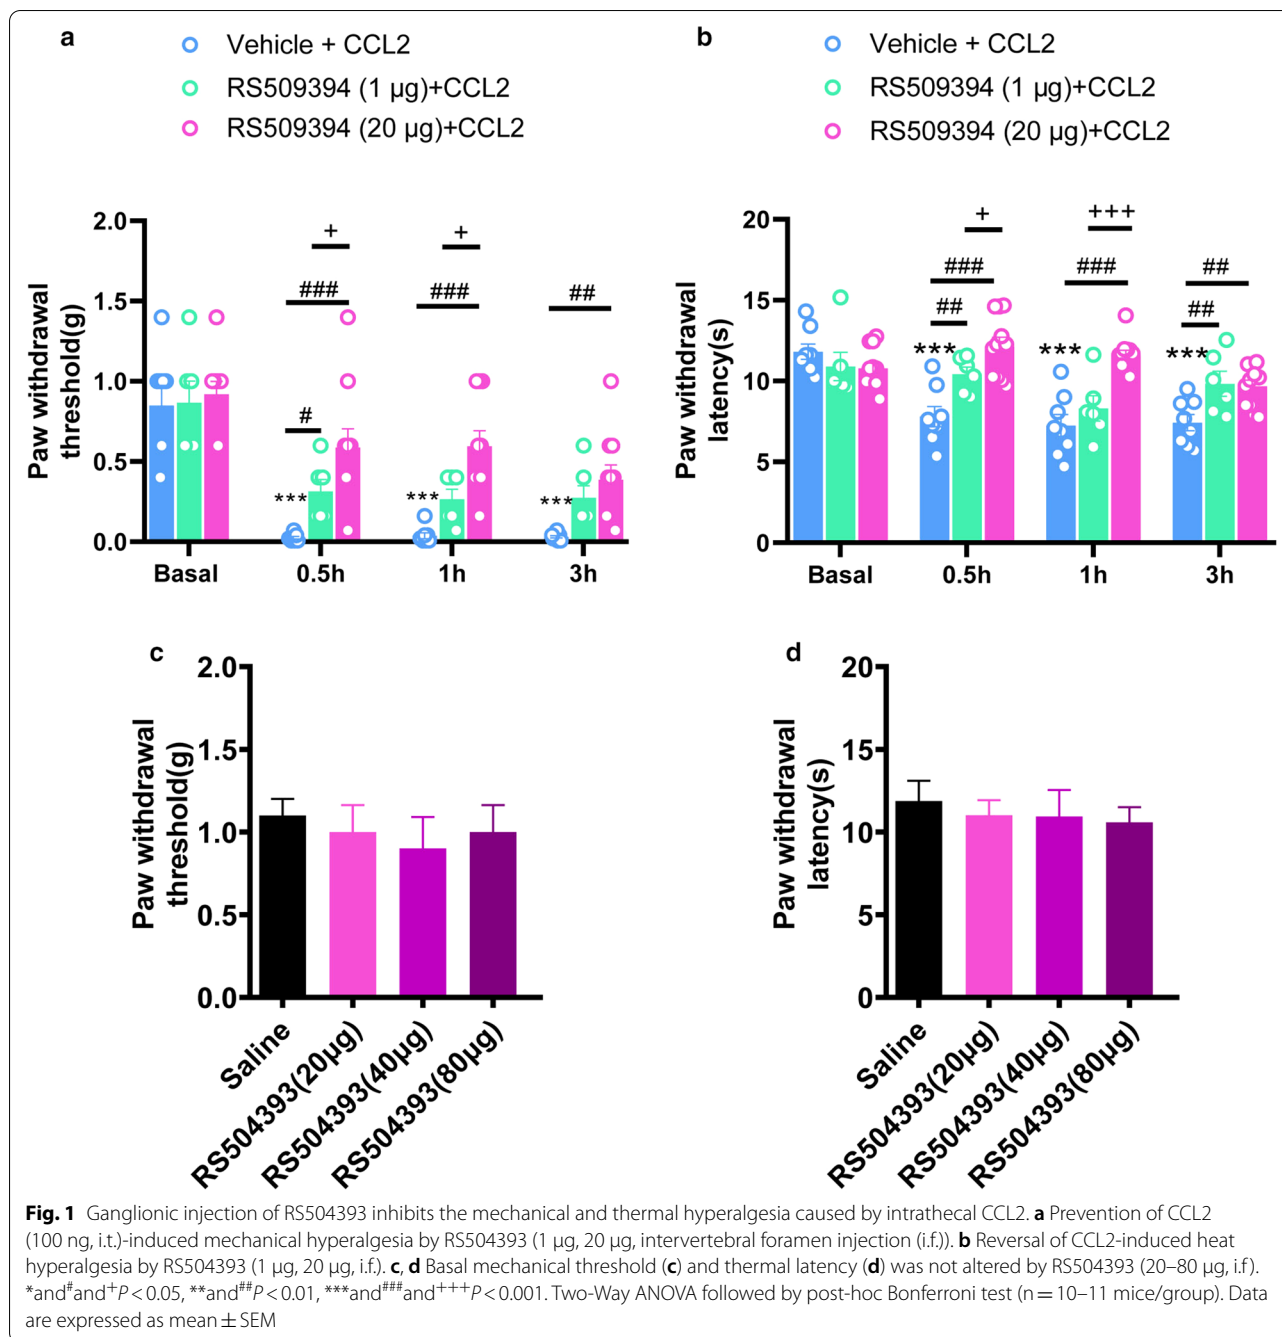 a
Vehicle + CCL2
RS509394 (1 µg)+CCL2
RS509394 (20 µg)+CCL2
Paw withdrawal
threshold(g)
2.0
1.5
1.0
0.5
0.0
+
+
###
###
##
#
***
***
***
Basal
0.5h
1h
3h
b
Vehicle + CCL2
RS509394 (1 µg)+CCL2
RS509394 (20 µg)+CCL2
Paw withdrawal
latency(s)
20
15
10
5
0
+
+++
###
###
##
##
##
***
***
***
Basal
0.5h
1h
3h
c
Paw withdrawal
threshold(g)
2.0
1.5
1.0
0.5
0.0
Saline
RS504393(20µg)
RS504393(40µg)
RS504393(80µg)
d
Paw withdrawal
latency(s)
20
15
10
5
0
Saline
RS504393(20µg)
RS504393(40µg)
RS504393(80µg)
Fig. 1 Ganglionic injection of RS504393 inhibits the mechanical and thermal hyperalgesia caused by intrathecal CCL2. a Prevention of CCL2
(100 ng, i.t.)-induced mechanical hyperalgesia by RS504393 (1 µg, 20 µg, intervertebral foramen injection (i.f.)). b Reversal of CCL2-induced heat
hyperalgesia by RS504393 (1 µg, 20 µg, i.f.). c, d Basal mechanical threshold (c) and thermal latency (d) was not altered by RS504393 (20–80 µg, i.f).
*and#and+P < 0.05, **and##P < 0.01, ***and###and+++P < 0.001. Two-Way ANOVA followed by post-hoc Bonferroni test (n = 10–11 mice/group). Data
are expressed as mean ± SEM